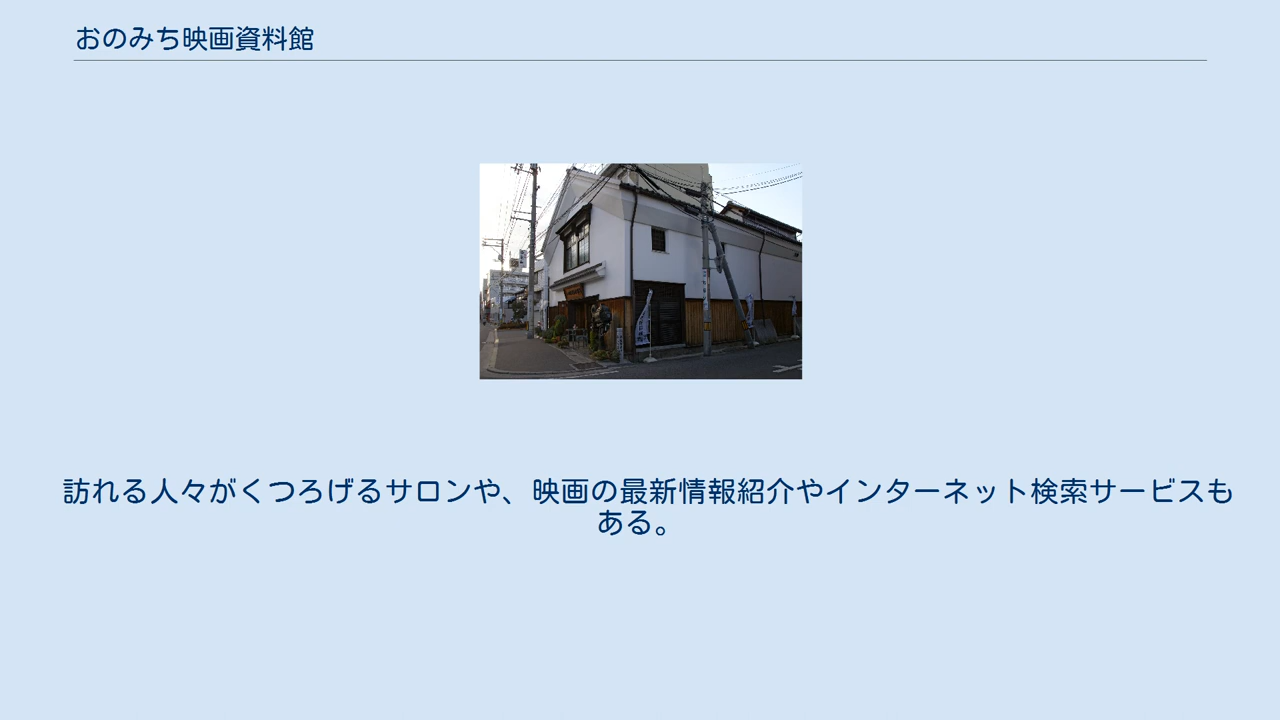 おのみち映画資料館
訪れる人々がくつろげるサロンや、映画の最新情報紹介やインターネット検索サービスも
ある。